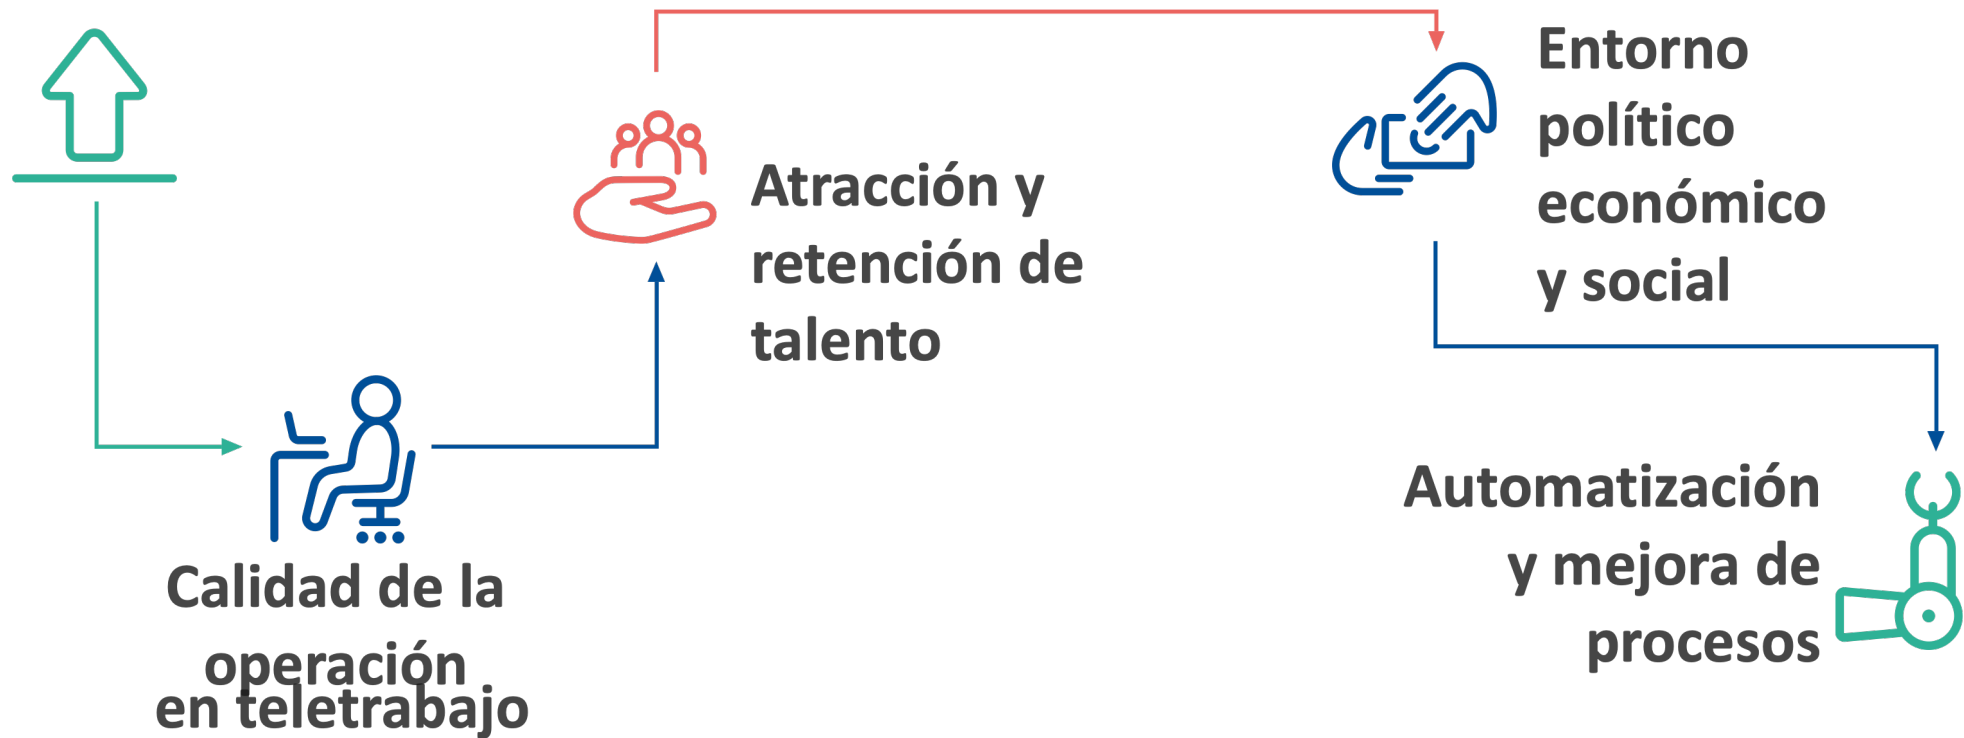 Calidad de la
operación
en teletrabajo
Atracción y
retención de
talento
Entorno
político
económico
y social
Automatización
y mejora de
procesos